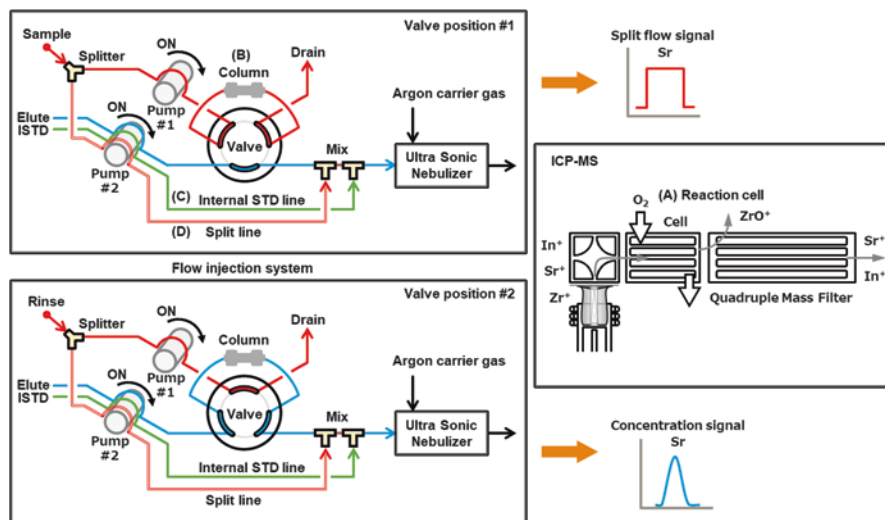 Valve position #1
Sample
Splitter
ON
(B)
Column
Drain
Pump
#1
Argon carrier gas
Elute
ISTD
ON
Valve
Mix
Ultra Sonic
Nebulizer
Pump
#2
(C)
Internal STD line
(D)
Split line
Flow injection system
Valve position #2
Rinse
Splitter
ON
Column
Drain
Pump
#1
Argon carrier gas
Elute
ISTD
ON
Valve
Mix
Ultra Sonic
Nebulizer
Pump
#2
Internal STD line
Split line
Split flow signal
Sr
ICP-MS
O₂
(A) Reaction cell
Cell
ZrO⁺
In⁺
Sr⁺
Zr⁺
Sr⁺
In⁺
Quadruple Mass Filter
Concentration signal
Sr